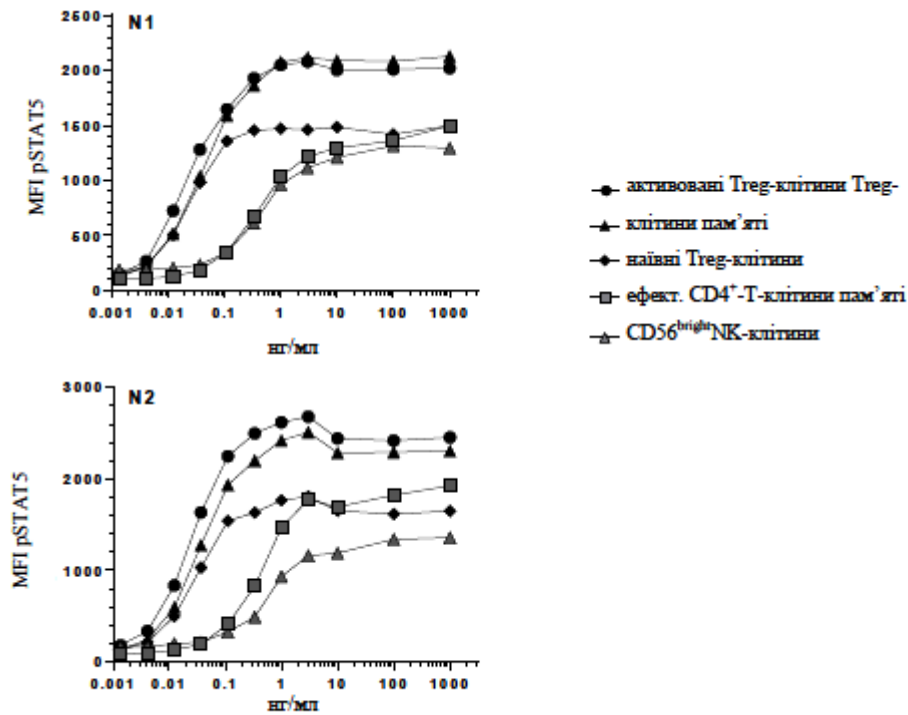 N1
2500
2000
1500
1000
500
0
MFI pSTAT5
0.001 0.01 0.1 1 10 100 1000
нг/мл
активовані Treg-клітини Treg-
клітини пам’яті
наївні Treg-клітини
ефект. CD4⁺-Т-клітини пам’яті
CD56ᵇʳⁱᵍʰᵗNK-клітини
N2
3000
2000
1000
0
MFI pSTAT5
0.001 0.01 0.1 1 10 100 1000
нг/мл